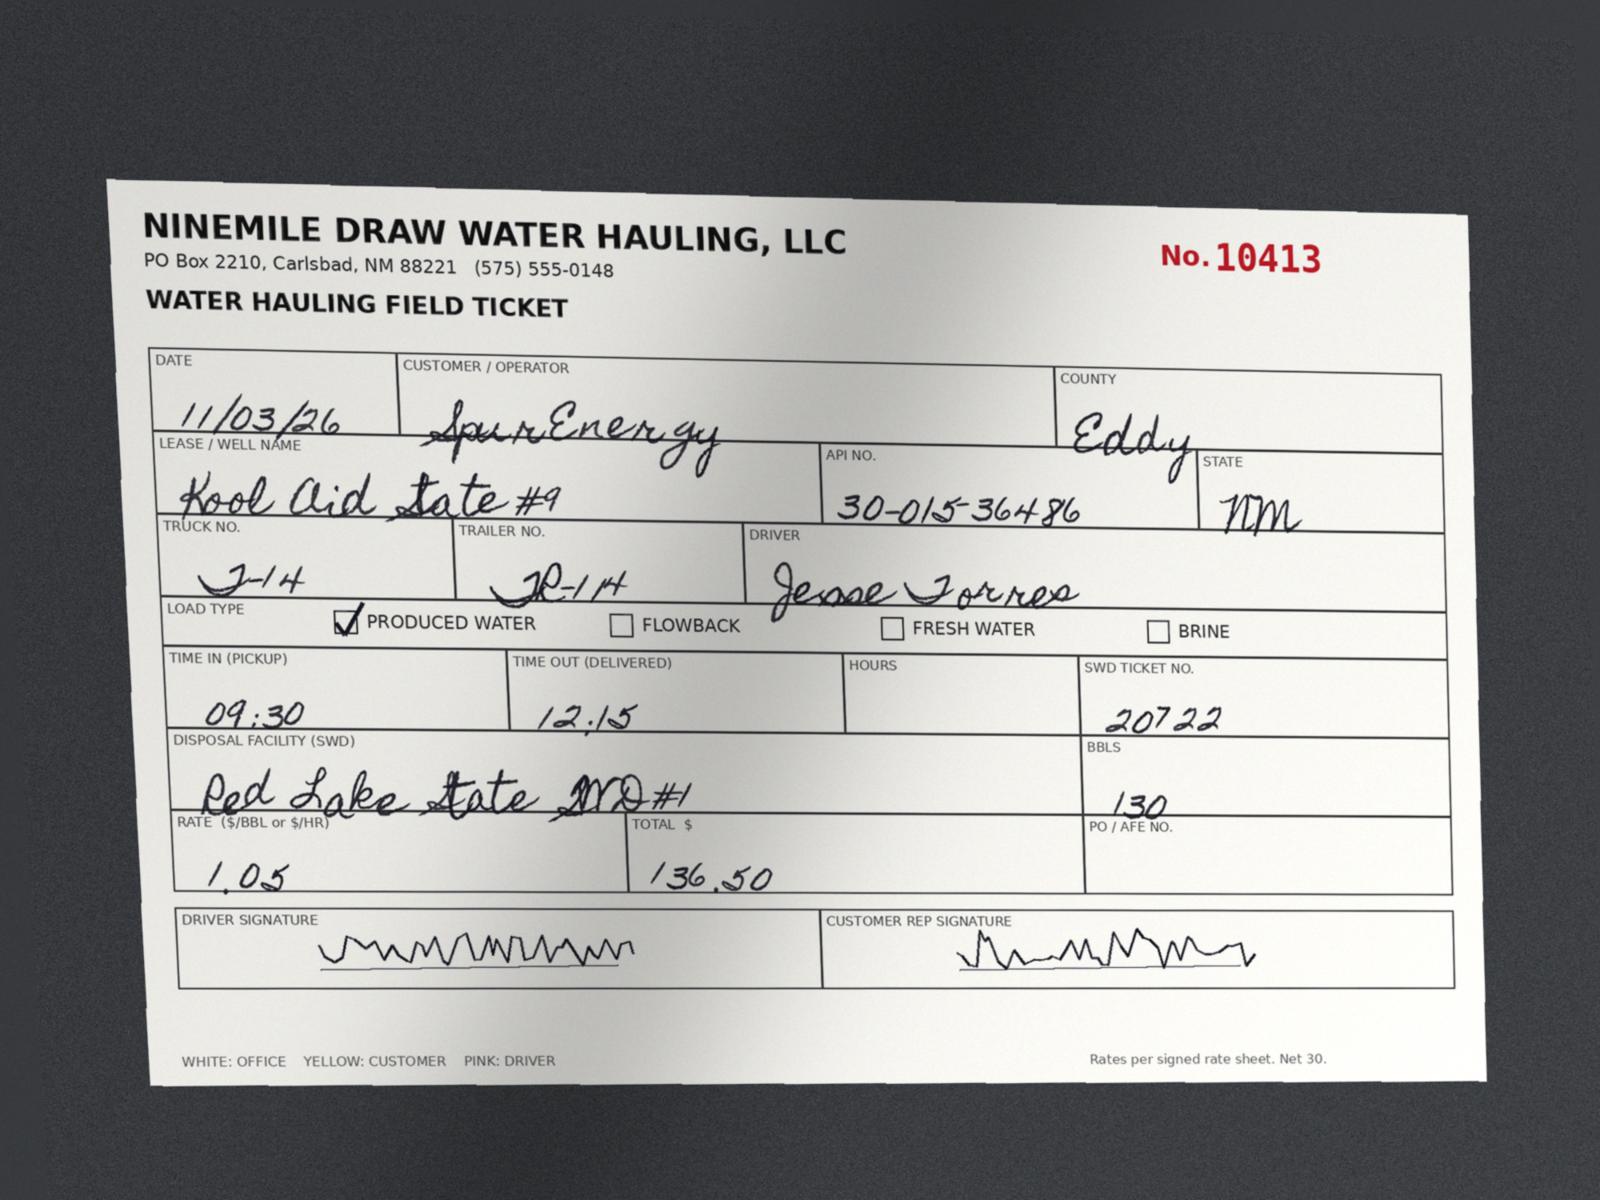 NINEMILE DRAW WATER HAULING, LLC
No. 10413
PO Box 2210, Carlsbad, NM 88221 (575) 555-0148
WATER HAULING FIELD TICKET
DATE CUSTOMER / OPERATOR COUNTY
11/03/26 Spur Energy Eddy
LEASE / WELL NAME API NO. STATE
Kool Aid State #9 30-015-36486 NM
TRUCK NO. TRAILER NO. DRIVER
T-14 TR-14 Jesse Torres
LOAD TYPE PRODUCED WATER FLOWBACK FRESH WATER BRINE
TIME IN (PICKUP) TIME OUT (DELIVERED) HOURS SWD TICKET NO.
09:30 12:15 20722
DISPOSAL FACILITY (SWD) BBLS
Red Lake State SWD #1 130
RATE ($/BBL or $/HR) TOTAL $ PO / AFE NO.
1.05 136.50
DRIVER SIGNATURE CUSTOMER REP SIGNATURE
WHITE: OFFICE YELLOW: CUSTOMER PINK: DRIVER Rates per signed rate sheet. Net 30.